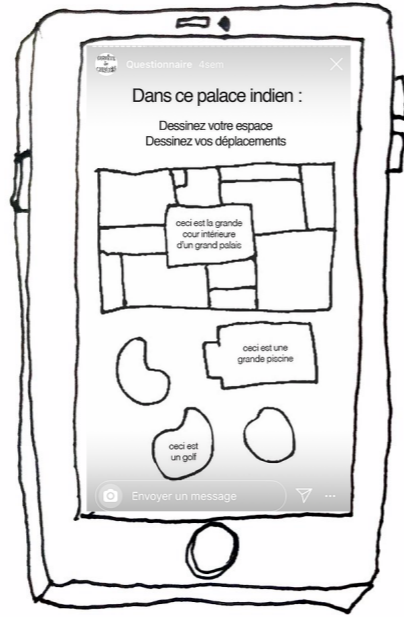 Questionnaire 4sem
Dans ce palace indien :
Dessinez votre espace
Dessinez vos déplacements
ceci est la grande
cour intérieure
d'un grand palais
ceci est une
grande piscine
ceci est
un golf
Envoyer un message